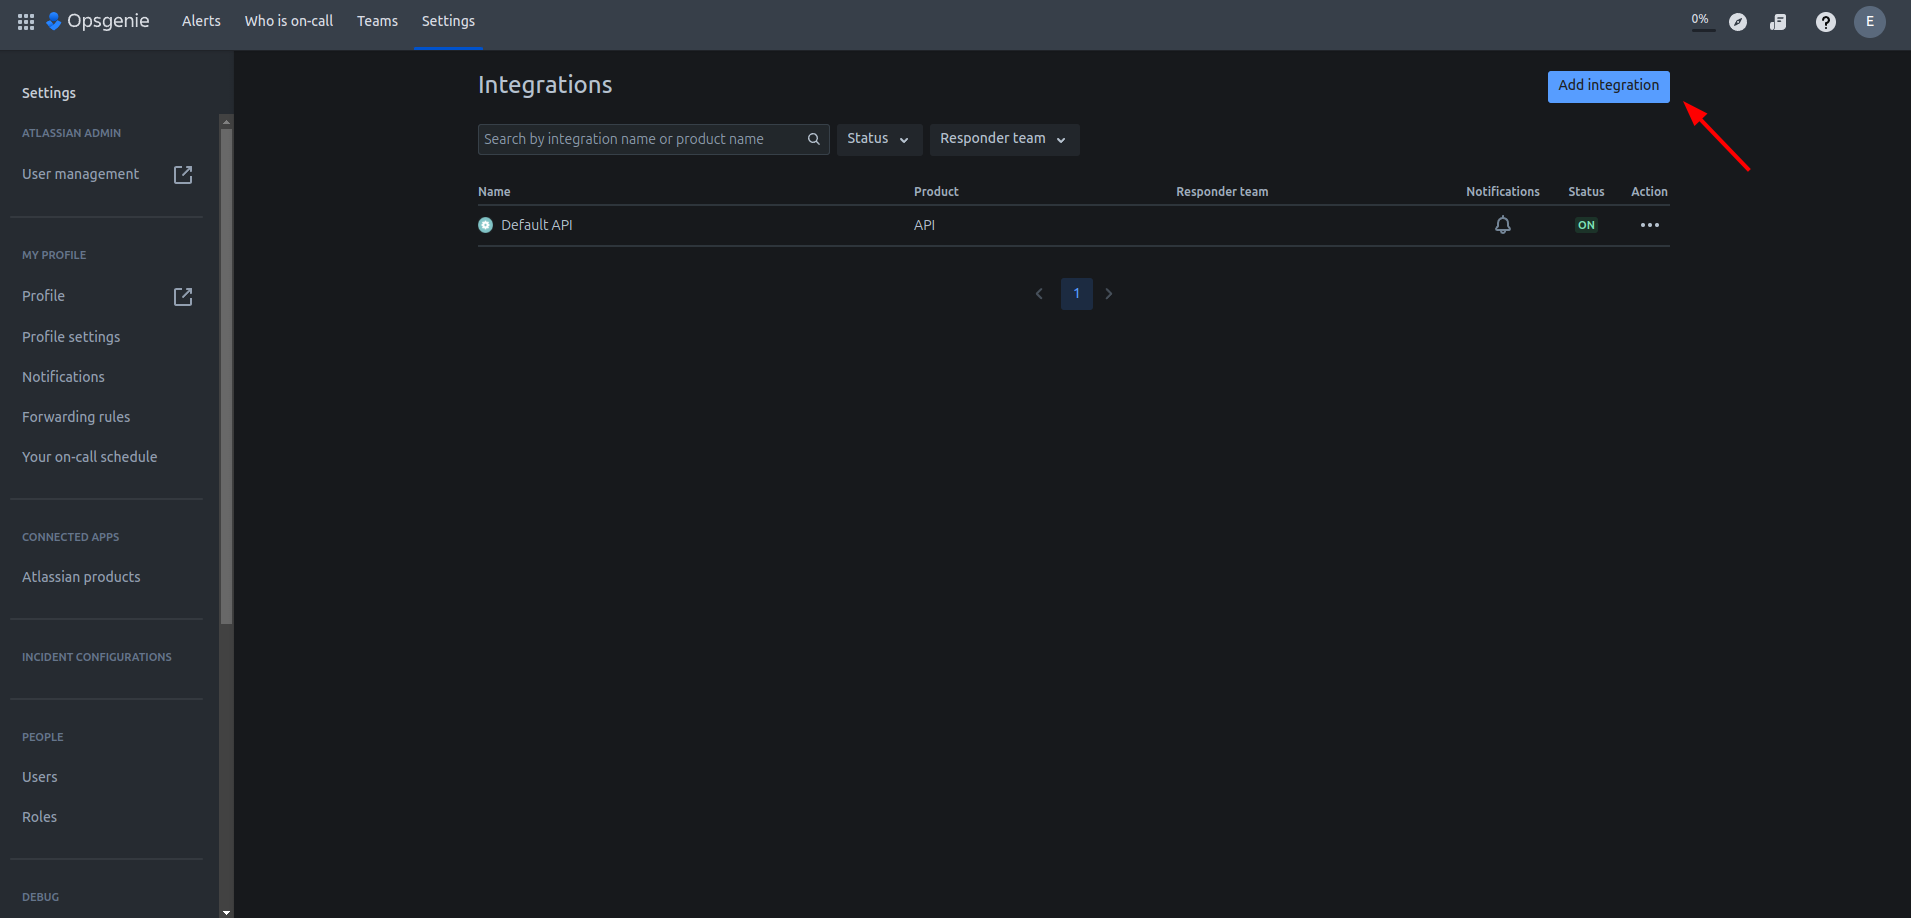 Opsgenie Alerts Who is on-call Teams Settings 0% ? E
Settings
ATLASSIAN ADMIN
User management
MY PROFILE
Profile
Profile settings
Notifications
Forwarding rules
Your on-call schedule
CONNECTED APPS
Atlassian products
INCIDENT CONFIGURATIONS
PEOPLE
Users
Roles
DEBUG
Integrations
Add integration
Search by integration name or product name Status Responder team
Name Product Responder team Notifications Status Action
Default API API ON
1